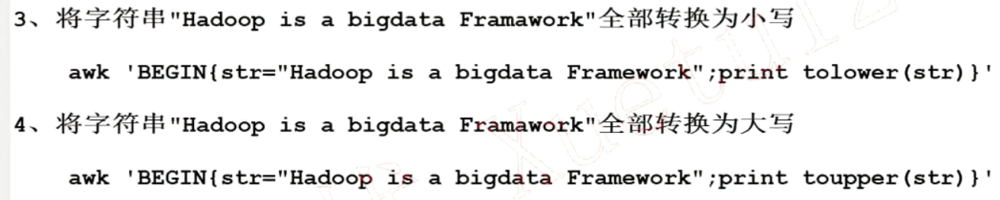 3、将字符串"Hadoop is a bigdata Framawork"全部转换为小写
awk 'BEGIN{str="Hadoop is a bigdata Framework";print tolower(str)}'
4、将字符串"Hadoop is a bigdata Framawork"全部转换为大写
awk 'BEGIN{str="Hadoop is a bigdata Framework";print toupper(str)}'